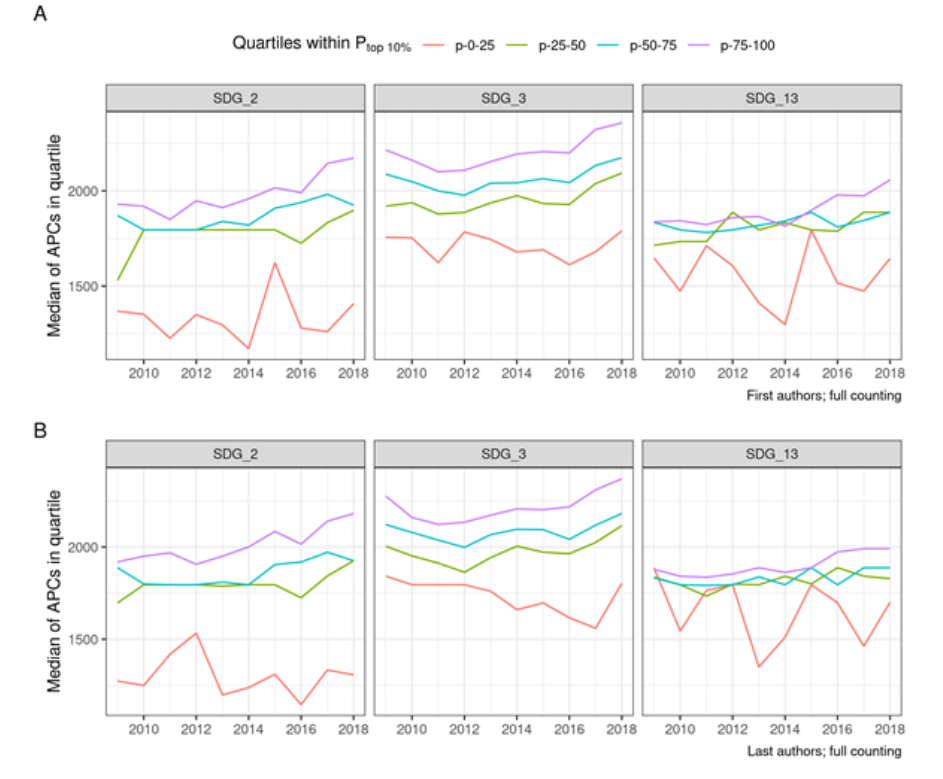 A
Quartiles within Ptop 10% p-0-25 p-25-50 p-50-75 p-75-100
SDG_2 SDG_3 SDG_13
Median of APCs in quartile
2000
1500
2010 2012 2014 2016 2018 2010 2012 2014 2016 2018 2010 2012 2014 2016 2018
First authors; full counting
B
SDG_2 SDG_3 SDG_13
Median of APCs in quartile
2000
1500
2010 2012 2014 2016 2018 2010 2012 2014 2016 2018 2010 2012 2014 2016 2018
Last authors; full counting